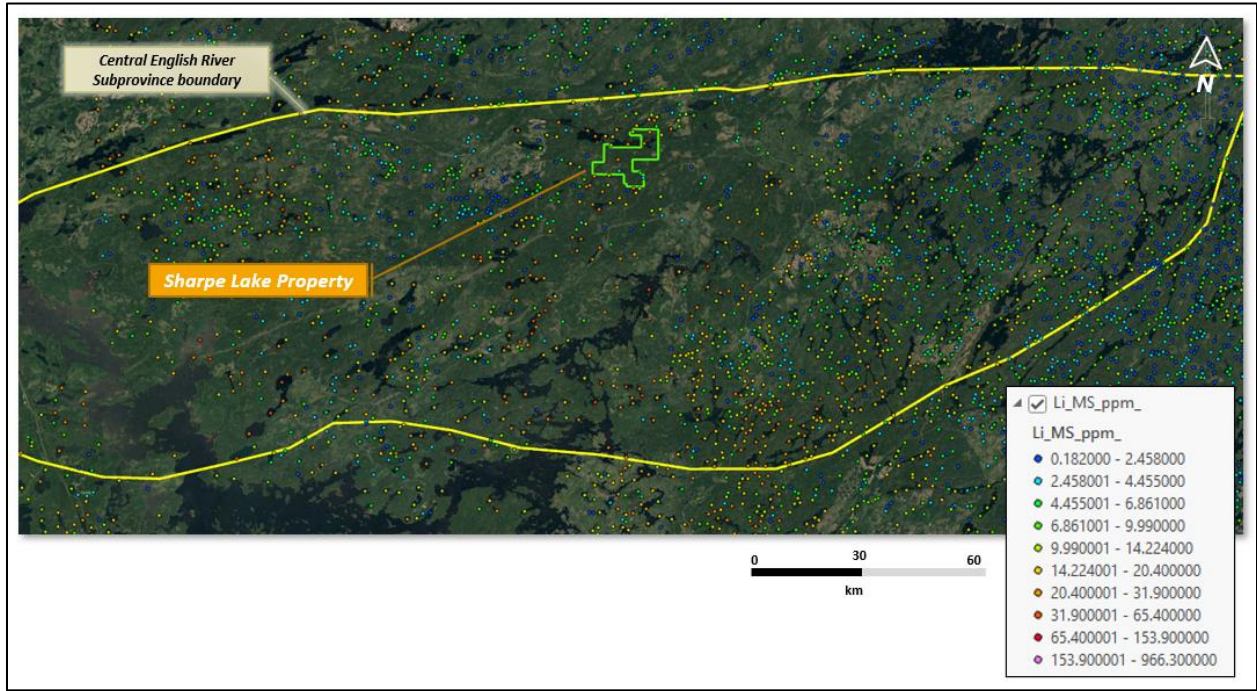 Central English River
Subprovince boundary
N
Sharpe Lake Property
Li_MS_ppm_
Li_MS_ppm_
0.182000 - 2.458000
2.458001 - 4.455000
4.455001 - 6.861000
6.861001 - 9.990000
9.990001 - 14.224000
14.224001 - 20.400000
20.400001 - 31.900000
31.900001 - 65.400000
65.400001 - 153.900000
153.900001 - 966.300000
0 30 60
km